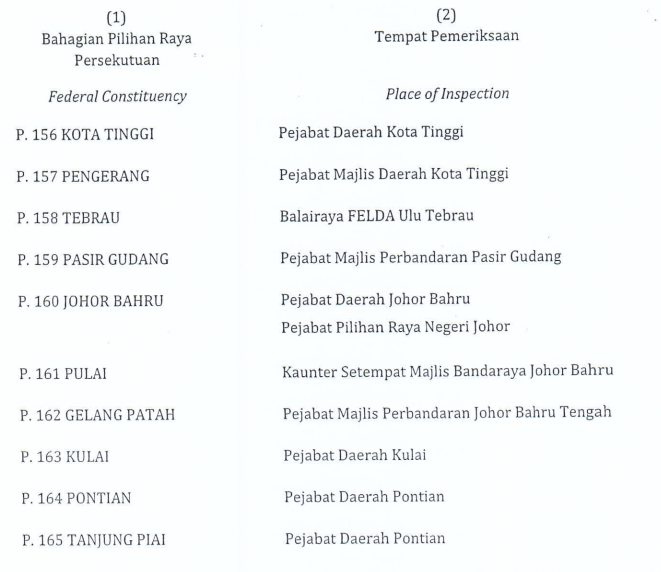 (1) (2)
Bahagian Pilihan Raya Tempat Pemeriksaan
Persekutuan
Federal Constituency Place of Inspection
P. 156 KOTA TINGGI Pejabat Daerah Kota Tinggi
P. 157 PENGERANG Pejabat Majlis Daerah Kota Tinggi
P. 158 TEBRAU Balairaya FELDA Ulu Tebrau
P. 159 PASIR GUDANG Pejabat Majlis Perbandaran Pasir Gudang
P. 160 JOHOR BAHRU Pejabat Daerah Johor Bahru
Pejabat Pilihan Raya Negeri Johor
P. 161 PULAI Kaunter Setempat Majlis Bandaraya Johor Bahru
P. 162 GELANG PATAH Pejabat Majlis Perbandaran Johor Bahru Tengah
P. 163 KULAI Pejabat Daerah Kulai
P. 164 PONTIAN Pejabat Daerah Pontian
P. 165 TANJUNG PIAI Pejabat Daerah Pontian